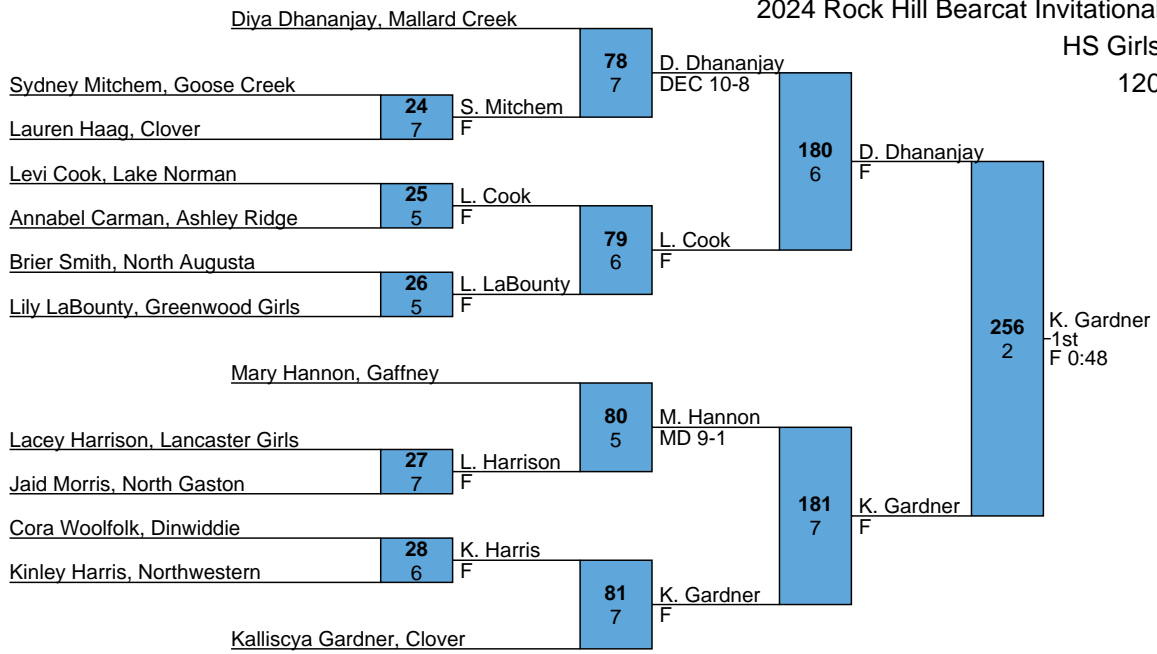 2024 Rock Hill Bearcat Invitational
HS Girls
120
Diya Dhananjay, Mallard Creek
78
7
D. Dhananjay
DEC 10-8
Sydney Mitchem, Goose Creek
24
7
S. Mitchem
F
Lauren Haag, Clover
180
6
D. Dhananjay
F
Levi Cook, Lake Norman
25
5
L. Cook
F
Annabel Carman, Ashley Ridge
79
6
L. Cook
F
Brier Smith, North Augusta
26
5
L. LaBounty
F
Lily LaBounty, Greenwood Girls
256
2
K. Gardner
1st
F 0:48
Mary Hannon, Gaffney
80
5
M. Hannon
MD 9-1
Lacey Harrison, Lancaster Girls
27
7
L. Harrison
F
Jaid Morris, North Gaston
181
7
K. Gardner
F
Cora Woolfolk, Dinwiddie
28
6
K. Harris
F
Kinley Harris, Northwestern
81
7
K. Gardner
F
Kalliscya Gardner, Clover